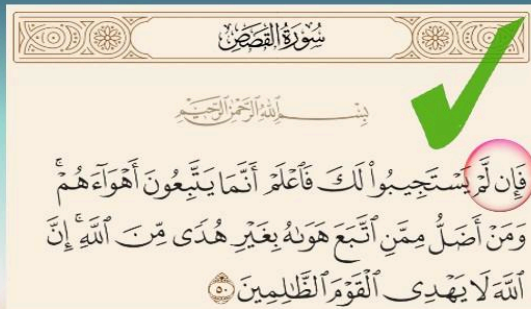 سُورَةُ القَصَصِ
بِسْمِ ٱللَّهِ ٱلرَّحْمَٰنِ ٱلرَّحِيمِ
فَإِن لَّمْ يَسْتَجِيبُوا۟ لَكَ فَٱعْلَمْ أَنَّمَا يَتَّبِعُونَ أَهْوَآءَهُمْ ۚ
وَمَنْ أَضَلُّ مِمَّنِ ٱتَّبَعَ هَوَىٰهُ بِغَيْرِ هُدًى مِّنَ ٱللَّهِ ۚ إِنَّ
ٱللَّهَ لَا يَهْدِى ٱلْقَوْمَ ٱلظَّٰلِمِينَ ٥٠